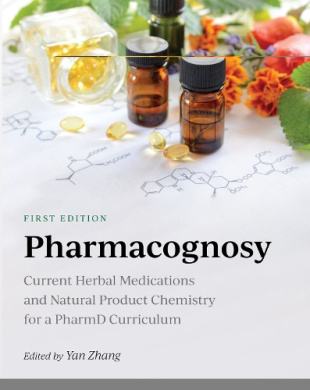 FIRST EDITION
Pharmacognosy
Current Herbal Medications
and Natural Product Chemistry
for a PharmD Curriculum
Edited by Yan Zhang